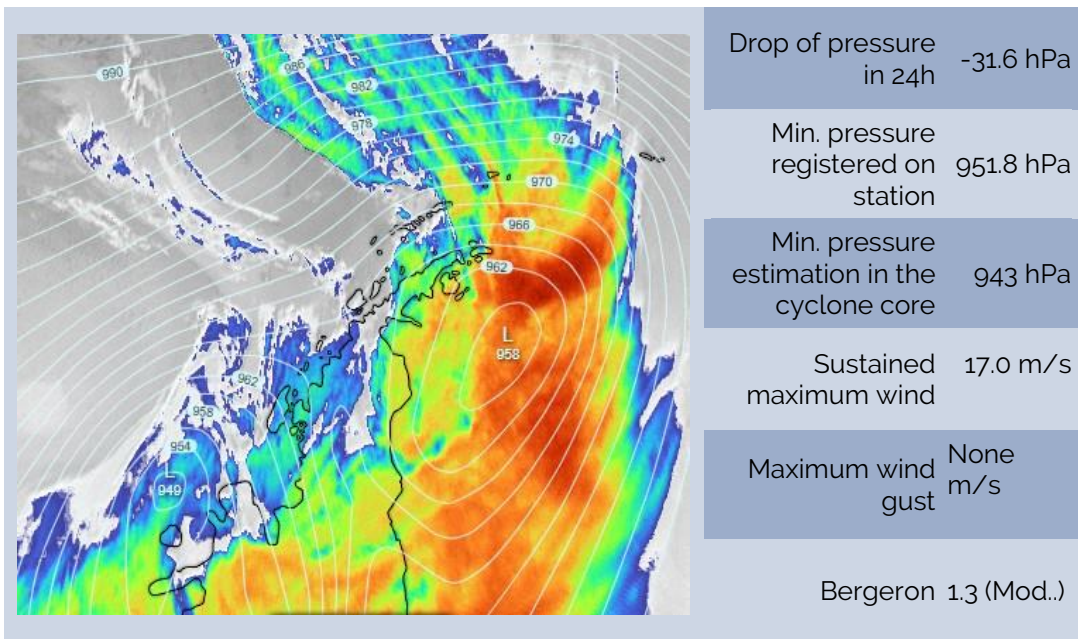 990
986
982
978
974
970
966
962
L
958
962
958
954
L
949
Drop of pressure
in 24h
-31.6 hPa
Min. pressure
registered on
station
951.8 hPa
Min. pressure
estimation in the
cyclone core
943 hPa
Sustained
maximum wind
17.0 m/s
Maximum wind
gust
None
m/s
Bergeron
1.3 (Mod..)